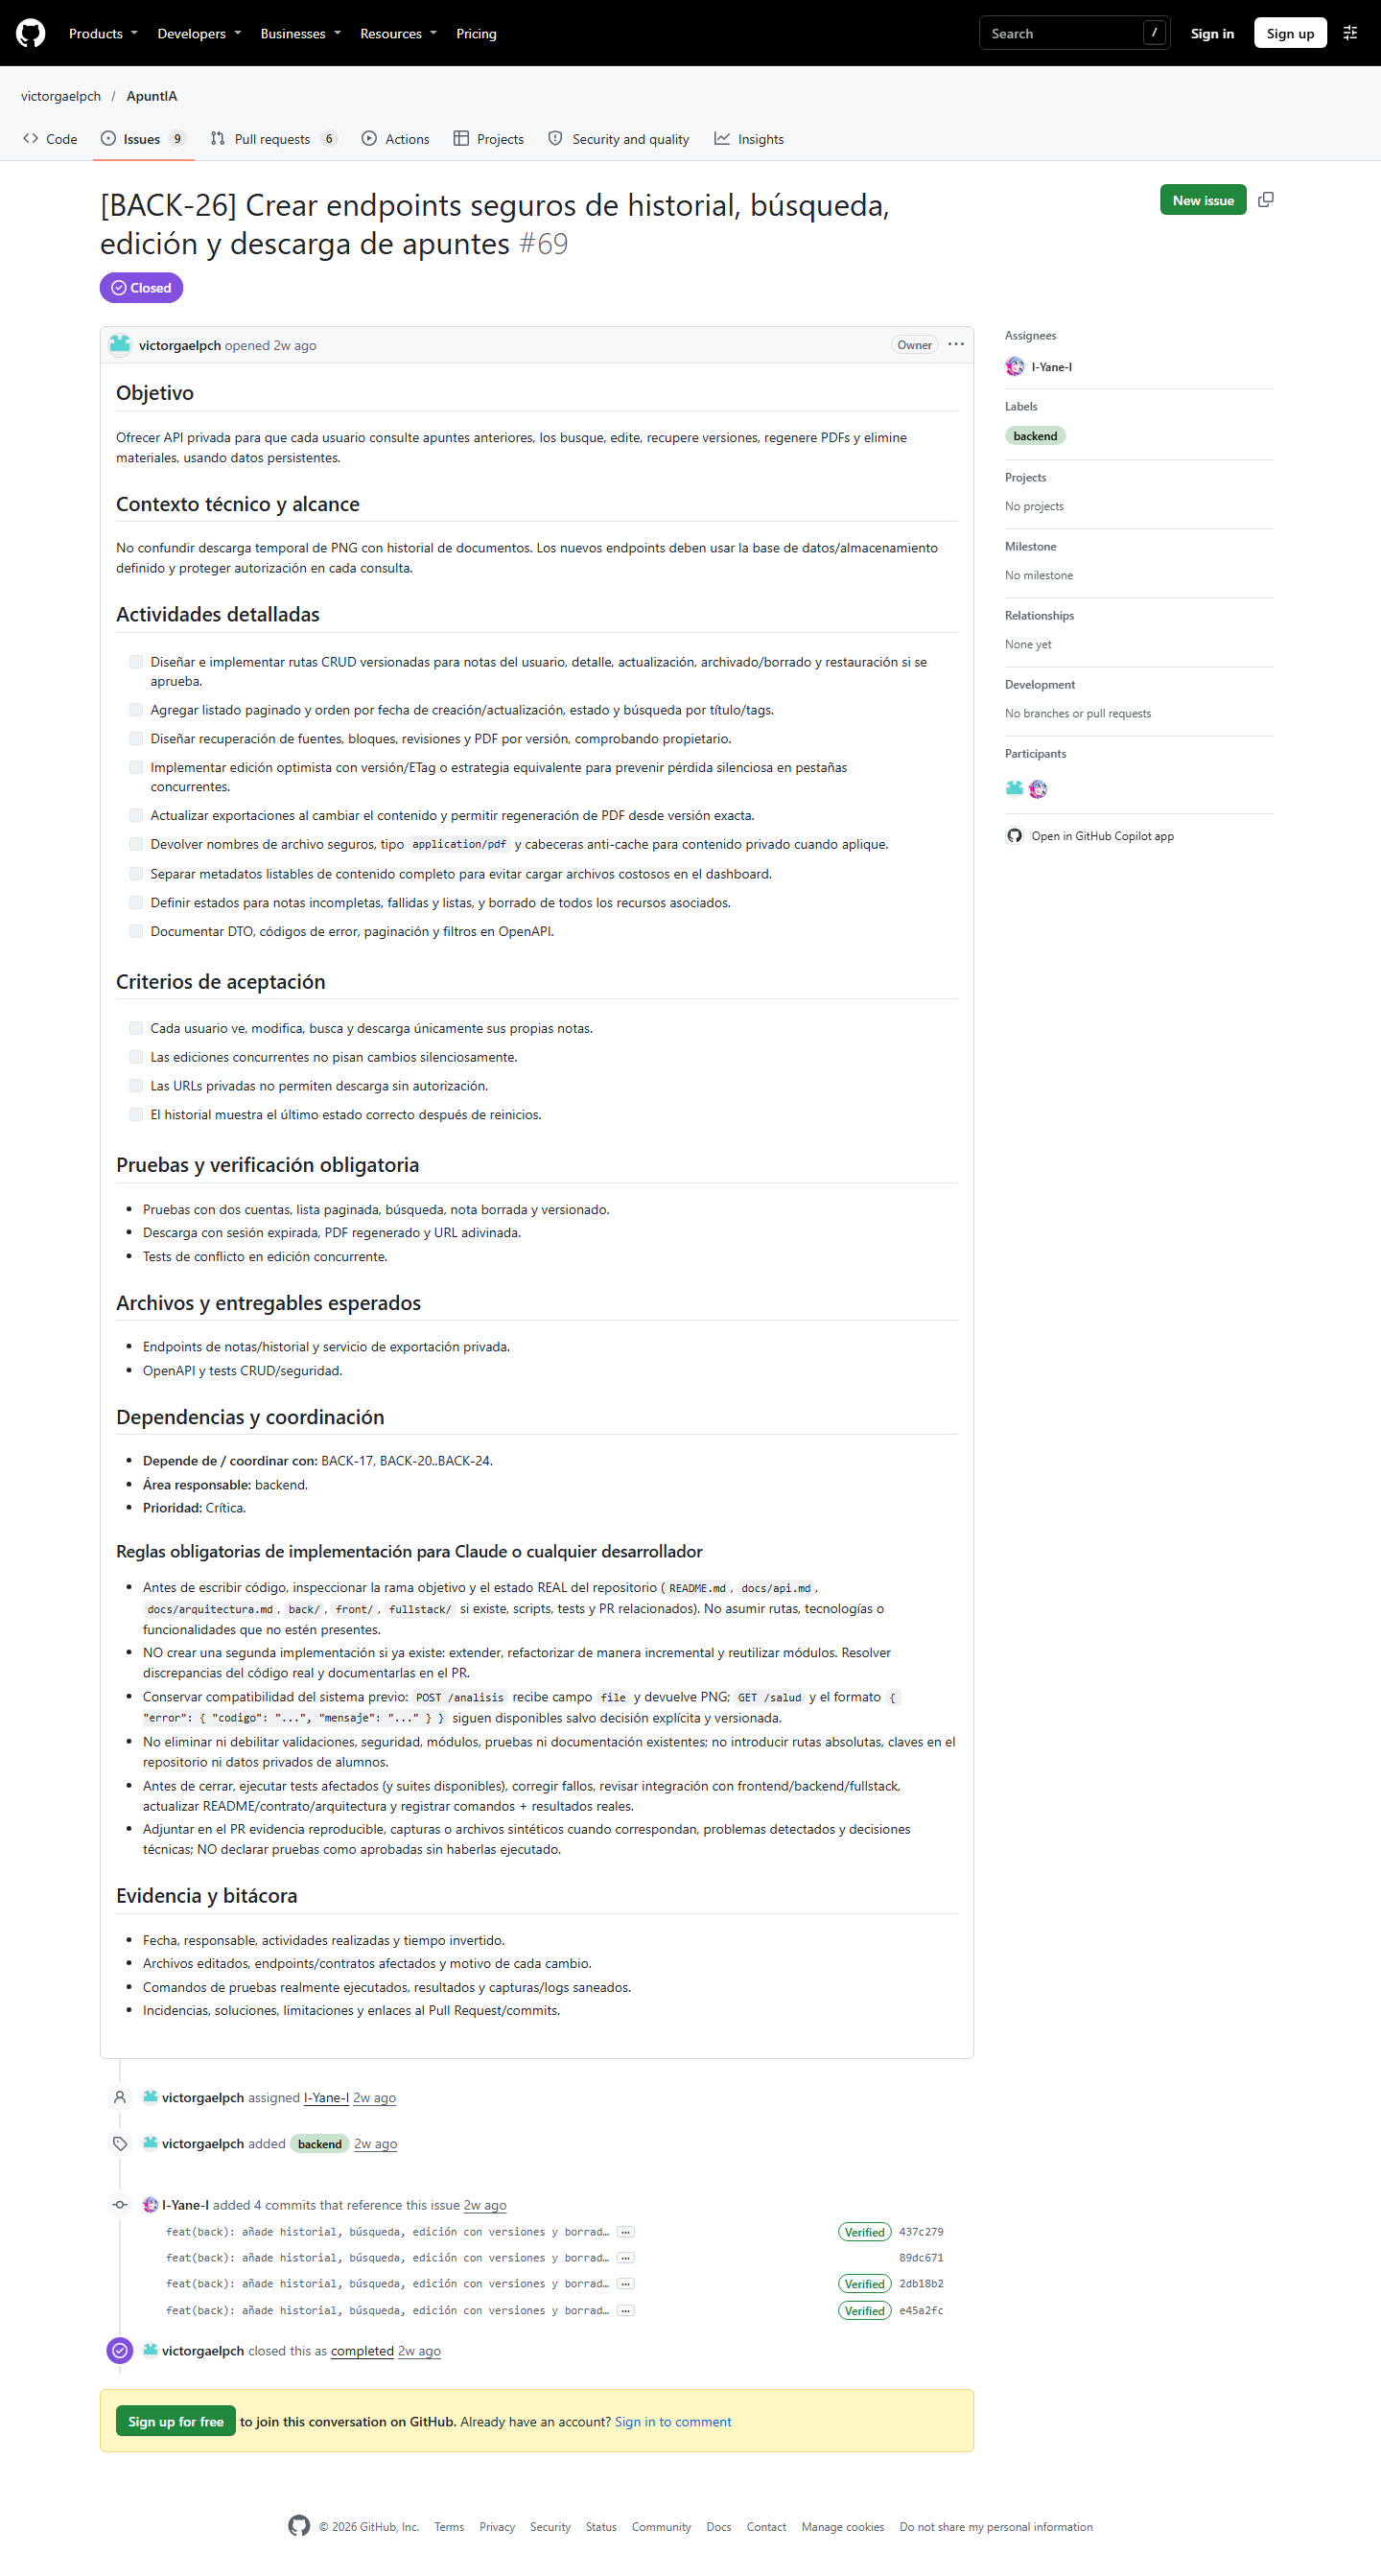 Products Developers Businesses Resources Pricing Search / Sign in Sign up
victorgaelpch / ApuntIA
Code Issues 9 Pull requests 6 Actions Projects Security and quality Insights
[BACK-26] Crear endpoints seguros de historial, búsqueda,
edición y descarga de apuntes #69
New issue
Closed
victorgaelpch opened 2w ago Owner
Objetivo
Ofrecer API privada para que cada usuario consulte apuntes anteriores, los busque, edite, recupere versiones, regenere PDFs y elimine
materiales, usando datos persistentes.
Contexto técnico y alcance
No confundir descarga temporal de PNG con historial de documentos. Los nuevos endpoints deben usar la base de datos/almacenamiento
definido y proteger autorización en cada consulta.
Actividades detalladas
Diseñar e implementar rutas CRUD versionadas para notas del usuario, detalle, actualización, archivado/borrado y restauración si se
aprueba.
Agregar listado paginado y orden por fecha de creación/actualización, estado y búsqueda por título/tags.
Diseñar recuperación de fuentes, bloques, revisiones y PDF por versión, comprobando propietario.
Implementar edición optimista con versión/ETag o estrategia equivalente para prevenir pérdida silenciosa en pestañas
concurrentes.
Actualizar exportaciones al cambiar el contenido y permitir regeneración de PDF desde versión exacta.
Devolver nombres de archivo seguros, tipo application/pdf y cabeceras anti-cache para contenido privado cuando aplique.
Separar metadatos listables de contenido completo para evitar cargar archivos costosos en el dashboard.
Definir estados para notas incompletas, fallidas y listas, y borrado de todos los recursos asociados.
Documentar DTO, códigos de error, paginación y filtros en OpenAPI.
Criterios de aceptación
Cada usuario ve, modifica, busca y descarga únicamente sus propias notas.
Las ediciones concurrentes no pisan cambios silenciosamente.
Las URLs privadas no permiten descarga sin autorización.
El historial muestra el último estado correcto después de reinicios.
Pruebas y verificación obligatoria
Pruebas con dos cuentas, lista paginada, búsqueda, nota borrada y versionado.
Descarga con sesión expirada, PDF regenerado y URL adivinada.
Tests de conflicto en edición concurrente.
Archivos y entregables esperados
Endpoints de notas/historial y servicio de exportación privada.
OpenAPI y tests CRUD/seguridad.
Dependencias y coordinación
Depende de / coordinar con: BACK-17, BACK-20..BACK-24.
Área responsable: backend.
Prioridad: Crítica.
Reglas obligatorias de implementación para Claude o cualquier desarrollador
Antes de escribir código, inspeccionar la rama objetivo y el estado REAL del repositorio ( README.md , docs/api.md ,
docs/arquitectura.md , back/ , front/ , fullstack/ si existe, scripts, tests y PR relacionados). No asumir rutas, tecnologías o
funcionalidades que no estén presentes.
NO crear una segunda implementación si ya existe: extender, refactorizar de manera incremental y reutilizar módulos. Resolver
discrepancias del código real y documentarlas en el PR.
Conservar compatibilidad del sistema previo: POST /analisis recibe campo file y devuelve PNG; GET /salud y el formato {
"error": { "codigo": "...", "mensaje": "..." } } siguen disponibles salvo decisión explícita y versionada.
No eliminar ni debilitar validaciones, seguridad, módulos, pruebas ni documentación existentes; no introducir rutas absolutas, claves en el
repositorio ni datos privados de alumnos.
Antes de cerrar, ejecutar tests afectados (y suites disponibles), corregir fallos, revisar integración con frontend/backend/fullstack,
actualizar README/contrato/arquitectura y registrar comandos + resultados reales.
Adjuntar en el PR evidencia reproducible, capturas o archivos sintéticos cuando correspondan, problemas detectados y decisiones
técnicas; NO declarar pruebas como aprobadas sin haberlas ejecutado.
Evidencia y bitácora
Fecha, responsable, actividades realizadas y tiempo invertido.
Archivos editados, endpoints/contratos afectados y motivo de cada cambio.
Comandos de pruebas realmente ejecutados, resultados y capturas/logs saneados.
Incidencias, soluciones, limitaciones y enlaces al Pull Request/commits.
Assignees
I-Yane-I
Labels
backend
Projects
No projects
Milestone
No milestone
Relationships
None yet
Development
No branches or pull requests
Participants
Open in GitHub Copilot app
victorgaelpch assigned I-Yane-I 2w ago
victorgaelpch added backend 2w ago
I-Yane-I added 4 commits that reference this issue 2w ago
feat(back): añade historial, búsqueda, edición con versiones y borrad… Verified 437c279
feat(back): añade historial, búsqueda, edición con versiones y borrad… 89dc671
feat(back): añade historial, búsqueda, edición con versiones y borrad… Verified 2db18b2
feat(back): añade historial, búsqueda, edición con versiones y borrad… Verified e45a2fc
victorgaelpch closed this as completed 2w ago
Sign up for free to join this conversation on GitHub. Already have an account? Sign in to comment
© 2026 GitHub, Inc. Terms Privacy Security Status Community Docs Contact Manage cookies Do not share my personal information